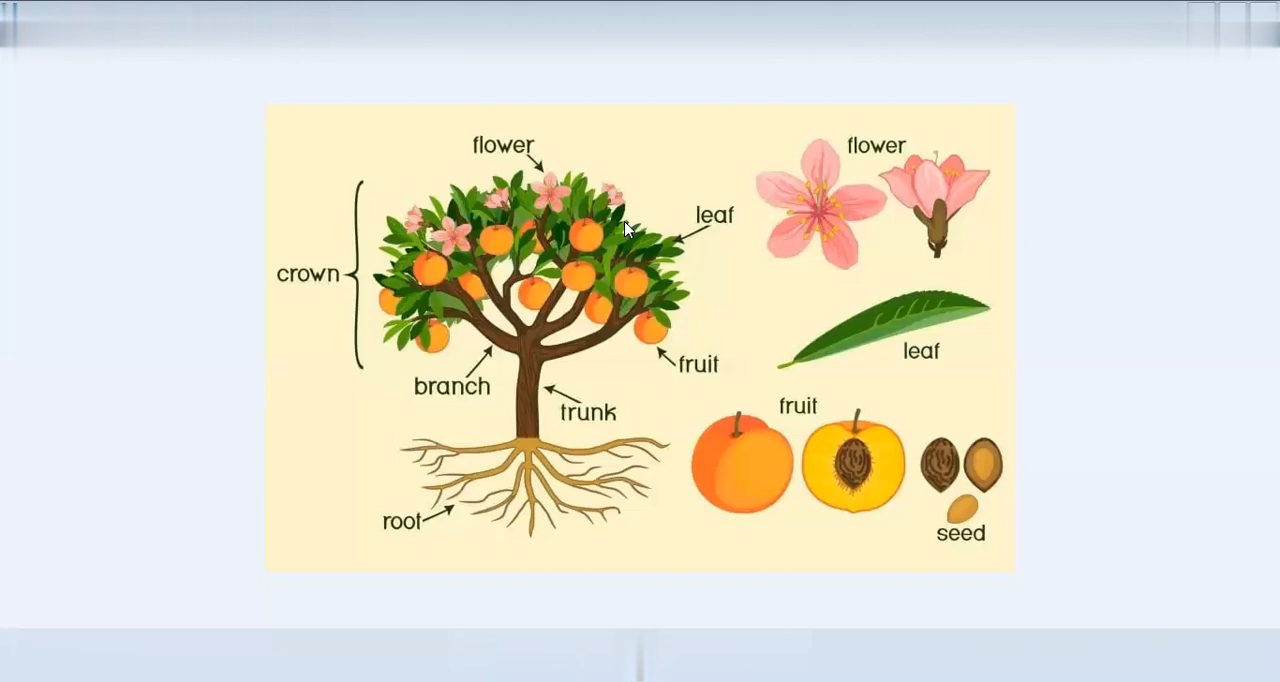 flower
flower
leaf
crown
leaf
fruit
branch
fruit
trunk
root
seed